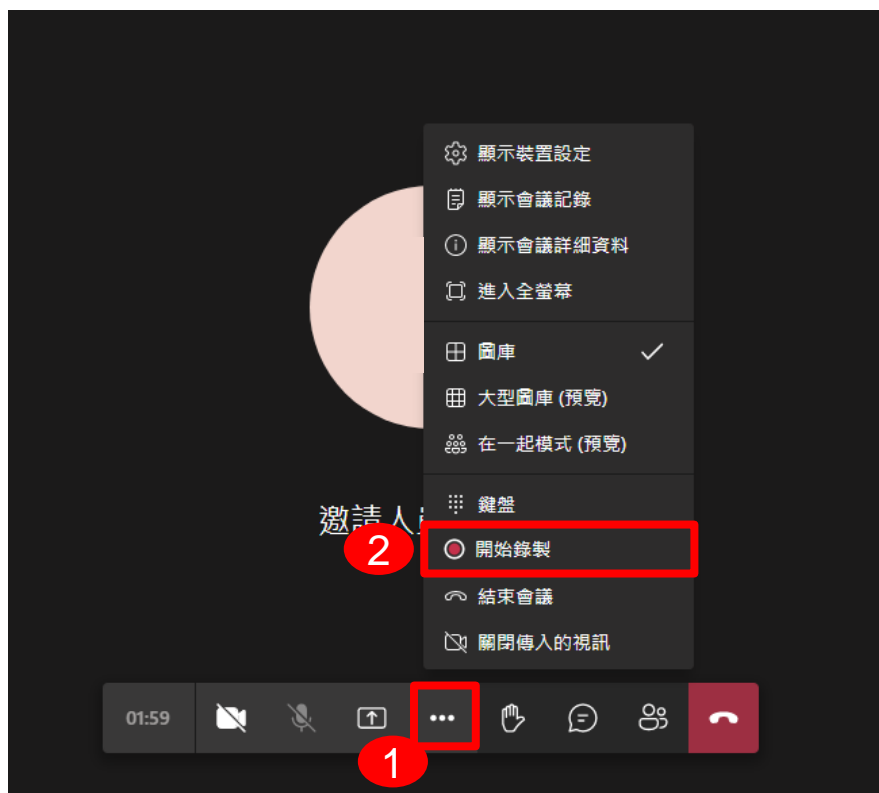 顯示裝置設定
顯示會議記錄
顯示會議詳細資料
進入全螢幕
圖庫
大型圖庫 (預覽)
在一起模式 (預覽)
鍵盤
邀請人
2
開始錄製
結束會議
關閉傳入的視訊
01:59
1